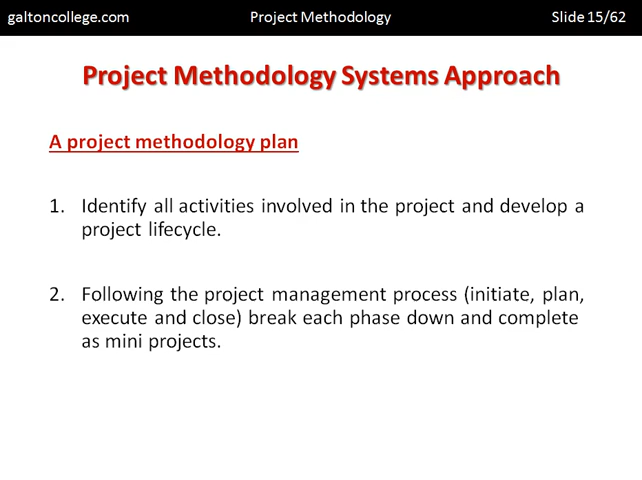 galtoncollege.com Project Methodology Slide 15/62
Project Methodology Systems Approach
A project methodology plan
1. Identify all activities involved in the project and develop a
project lifecycle.
2. Following the project management process (initiate, plan,
execute and close) break each phase down and complete
as mini projects.